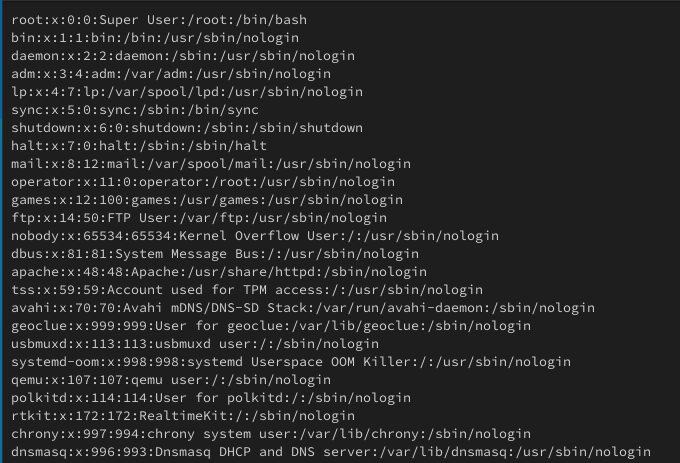 root:x:0:0:Super User:/root:/bin/bash
bin:x:1:1:bin:/bin:/usr/sbin/nologin
daemon:x:2:2:daemon:/sbin:/usr/sbin/nologin
adm:x:3:4:adm:/var/adm:/usr/sbin/nologin
lp:x:4:7:lp:/var/spool/lpd:/usr/sbin/nologin
sync:x:5:0:sync:/sbin:/bin/sync
shutdown:x:6:0:shutdown:/sbin:/sbin/shutdown
halt:x:7:0:halt:/sbin:/sbin/halt
mail:x:8:12:mail:/var/spool/mail:/usr/sbin/nologin
operator:x:11:0:operator:/root:/usr/sbin/nologin
games:x:12:100:games:/usr/games:/usr/sbin/nologin
ftp:x:14:50:FTP User:/var/ftp:/usr/sbin/nologin
nobody:x:65534:65534:Kernel Overflow User:/:/usr/sbin/nologin
dbus:x:81:81:System Message Bus:/:/usr/sbin/nologin
apache:x:48:48:Apache:/usr/share/httpd:/sbin/nologin
tss:x:59:59:Account used for TPM access:/:/usr/sbin/nologin
avahi:x:70:70:Avahi mDNS/DNS-SD Stack:/var/run/avahi-daemon:/sbin/nologin
geoclue:x:999:999:User for geoclue:/var/lib/geoclue:/sbin/nologin
usbmuxd:x:113:113:usbmuxd user:/:/sbin/nologin
systemd-oom:x:998:998:systemd Userspace OOM Killer:/:/usr/sbin/nologin
qemu:x:107:107:qemu user:/:/sbin/nologin
polkitd:x:114:114:User for polkitd:/:/sbin/nologin
rtkit:x:172:172:RealtimeKit:/:/sbin/nologin
chrony:x:997:994:chrony system user:/var/lib/chrony:/sbin/nologin
dnsmasq:x:996:993:Dnsmasq DHCP and DNS server:/var/lib/dnsmasq:/usr/sbin/nologin